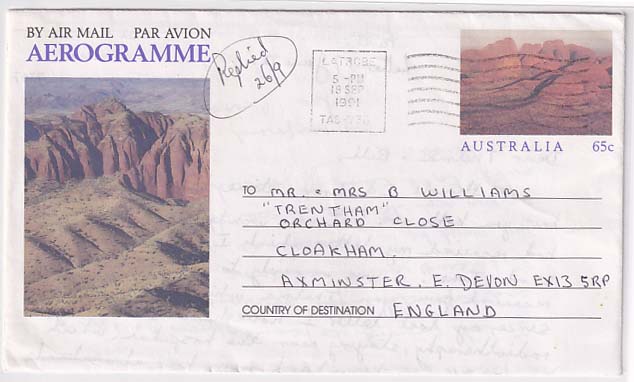 BY AIR MAIL PAR AVION
AEROGRAMME
Replied
26/9
LATROBE
5 - PM
18 SEP
1991
AUSTRALIA 65c
TO MR. & MRS B WILLIAMS
"TRENTHAM"
ORCHARD CLOSE
CLOAKHAM,
AXMINSTER, E. DEVON EX13 5RP
COUNTRY OF DESTINATION ENGLAND